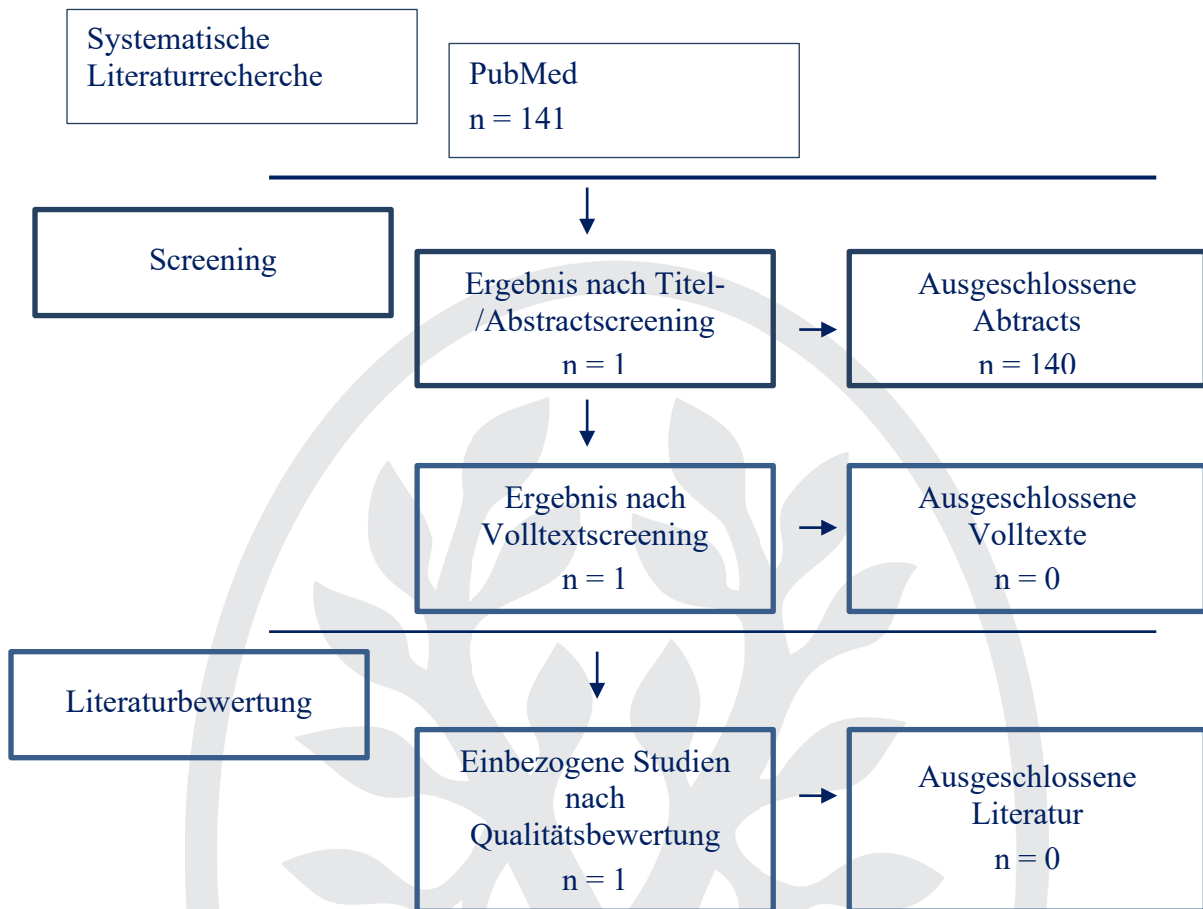 Systematische
Literaturrecherche
PubMed
n = 141
Screening
Ergebnis nach Titel-
/Abstractscreening
n = 1
Ausgeschlossene
Abtracts
n = 140
Ergebnis nach
Volltextscreening
n = 1
Ausgeschlossene
Volltexte
n = 0
Literaturbewertung
Einbezogene Studien
nach
Qualitätsbewertung
n = 1
Ausgeschlossene
Literatur
n = 0